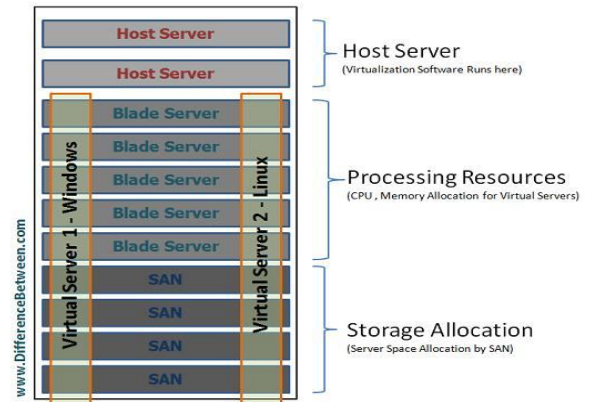 Host Server
Host Server
Blade Server
Blade Server
Blade Server
Blade Server
Blade Server
SAN
SAN
SAN
SAN
Virtual Server 1 - Windows
Virtual Server 2 - Linux
Host Server
(Virtualization Software Runs here)
Processing Resources
(CPU , Memory Allocation for Virtual Servers)
Storage Allocation
(Server Space Allocation by SAN)
www.DifferenceBetween.com